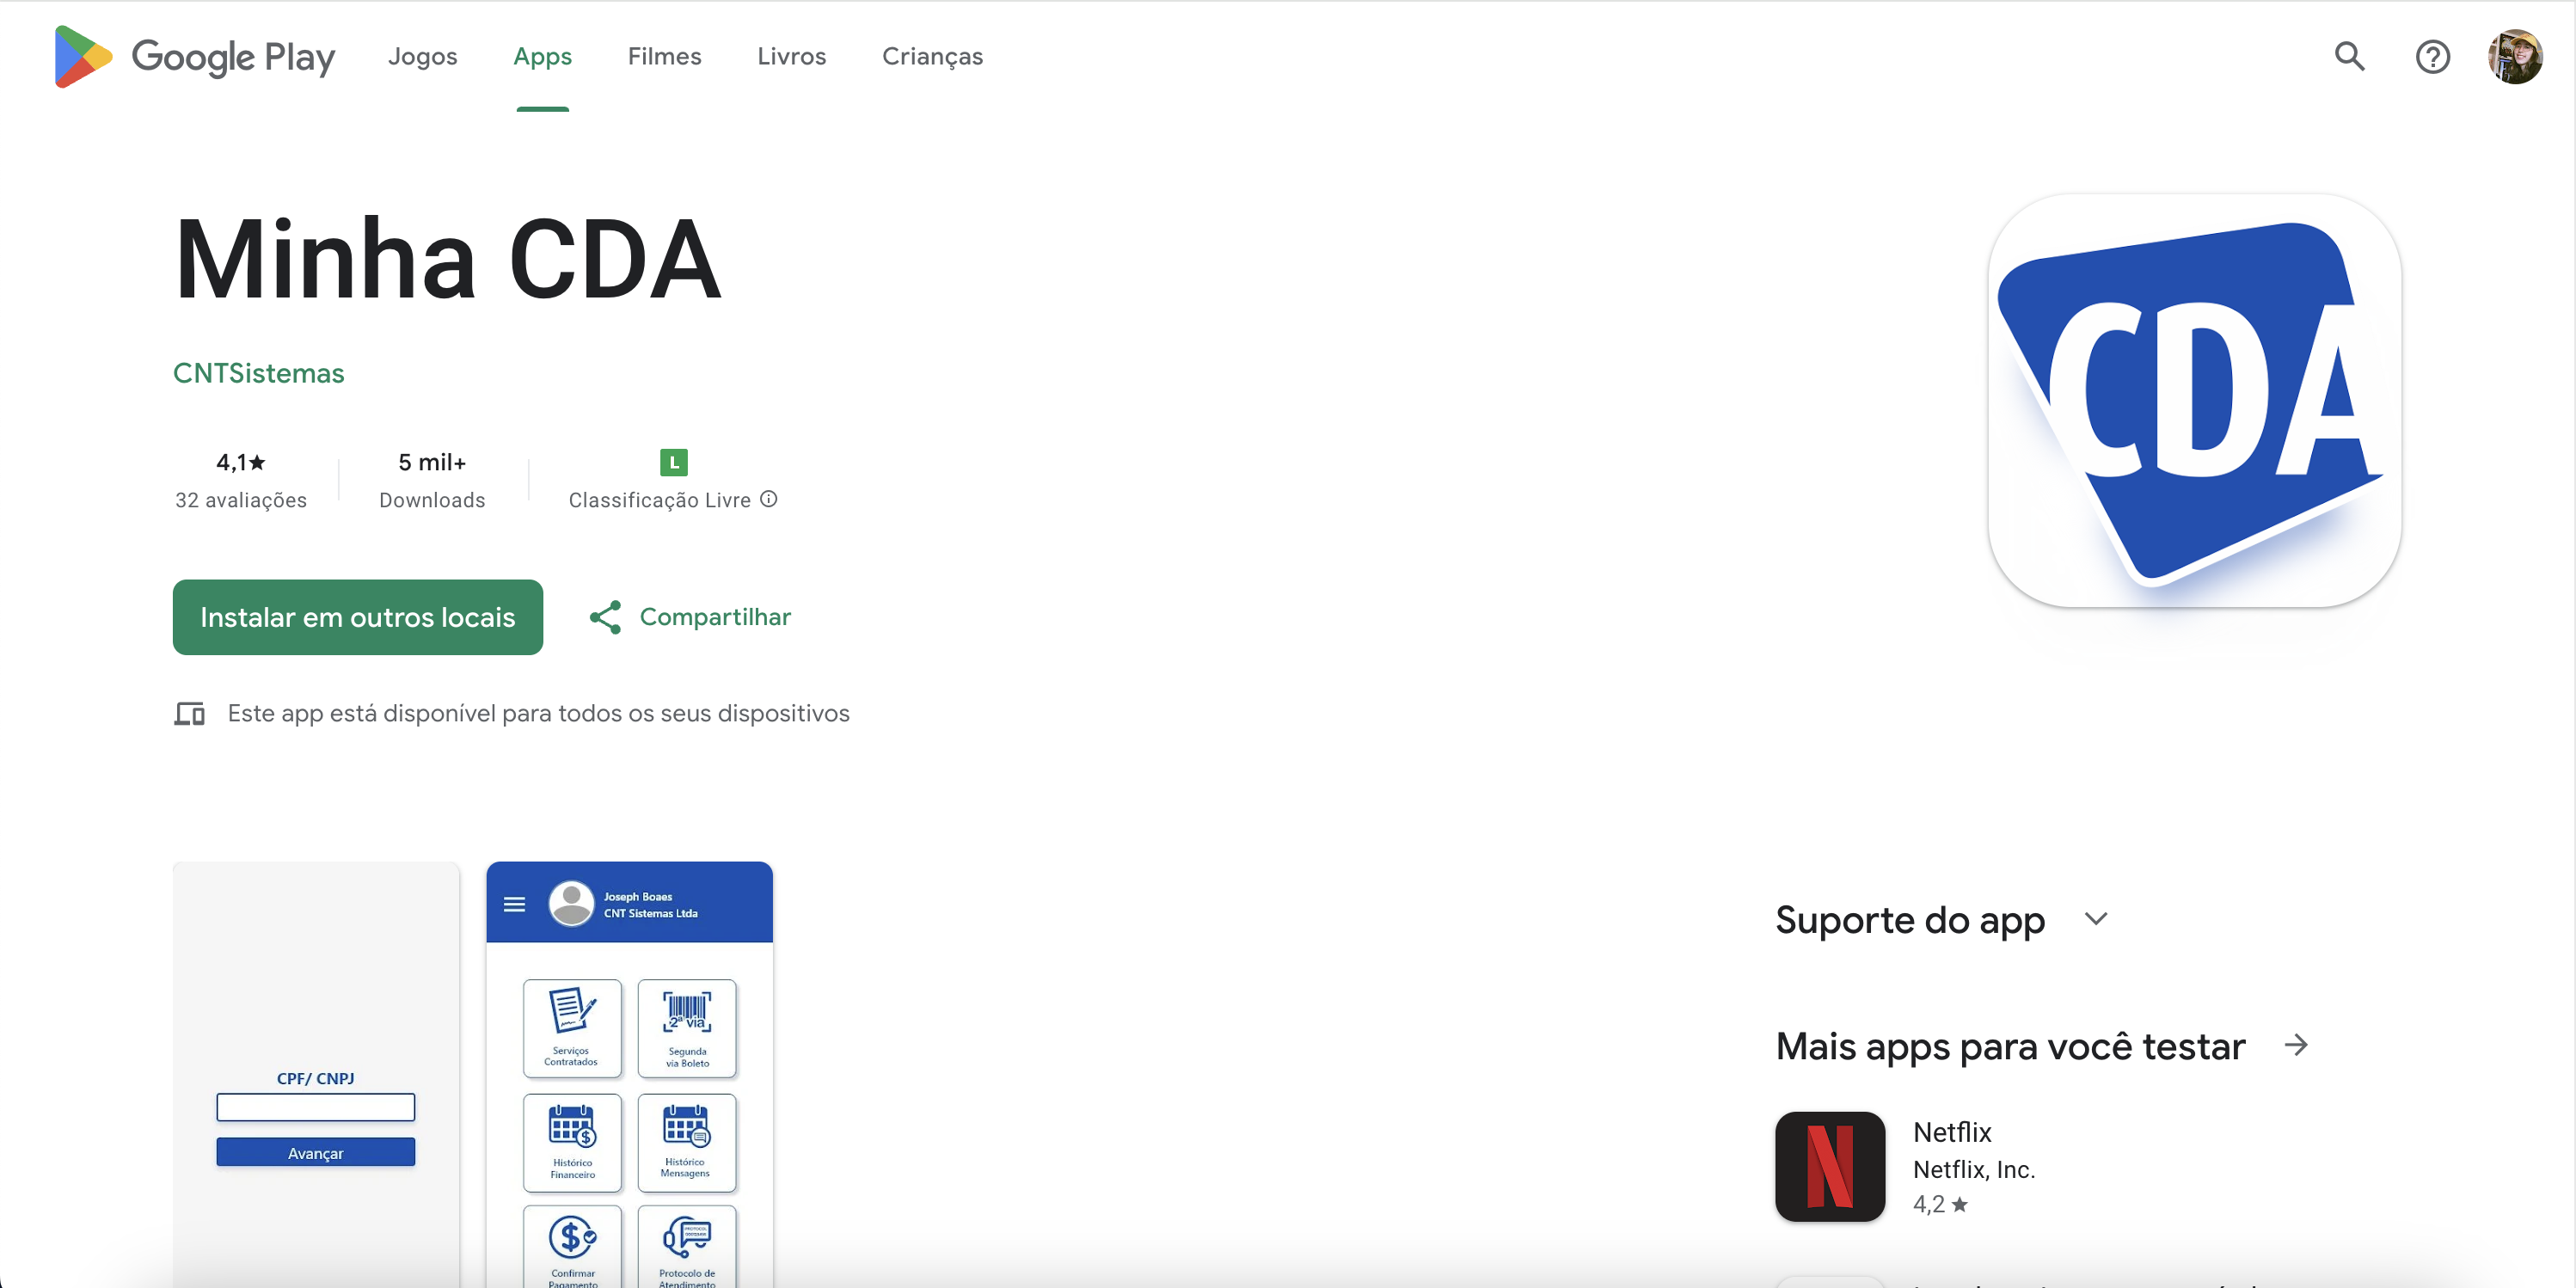 Google Play
Jogos
Apps
Filmes
Livros
Crianças
Minha CDA
CNTSistemas
4,1★
32 avaliações
5 mil+
Downloads
L
Classificação Livre
Instalar em outros locais
Compartilhar
Este app está disponível para todos os seus dispositivos
CDA
CPF/ CNPJ
Avançar
Joseph Boaes
CNT Sistemas Ltda
Serviços
Contratados
2ª via
Segunda
via Boleto
Histórico
Financeiro
Histórico
Mensagens
Confirmar
Pagamento
Protocolo de
Atendimento
Suporte do app
Mais apps para você testar
N
Netflix
Netflix, Inc.
4,2★